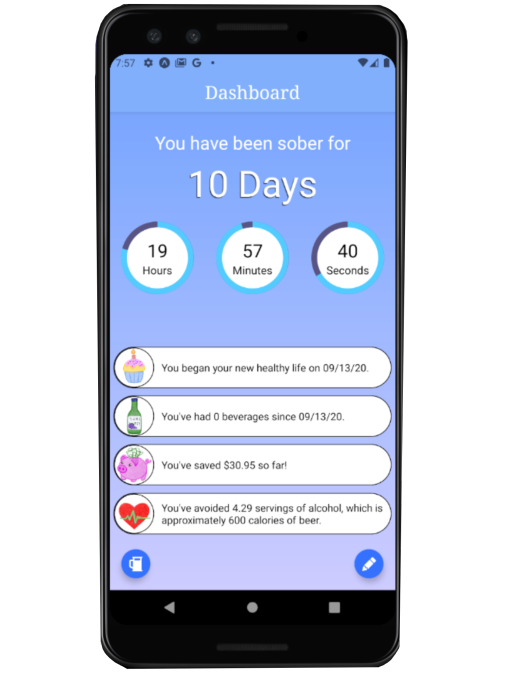 7:57
Dashboard
You have been sober for
10 Days
19
Hours
57
Minutes
40
Seconds
You began your new healthy life on 09/13/20.
You've had 0 beverages since 09/13/20.
You've saved $30.95 so far!
You've avoided 4.29 servings of alcohol, which is
approximately 600 calories of beer.